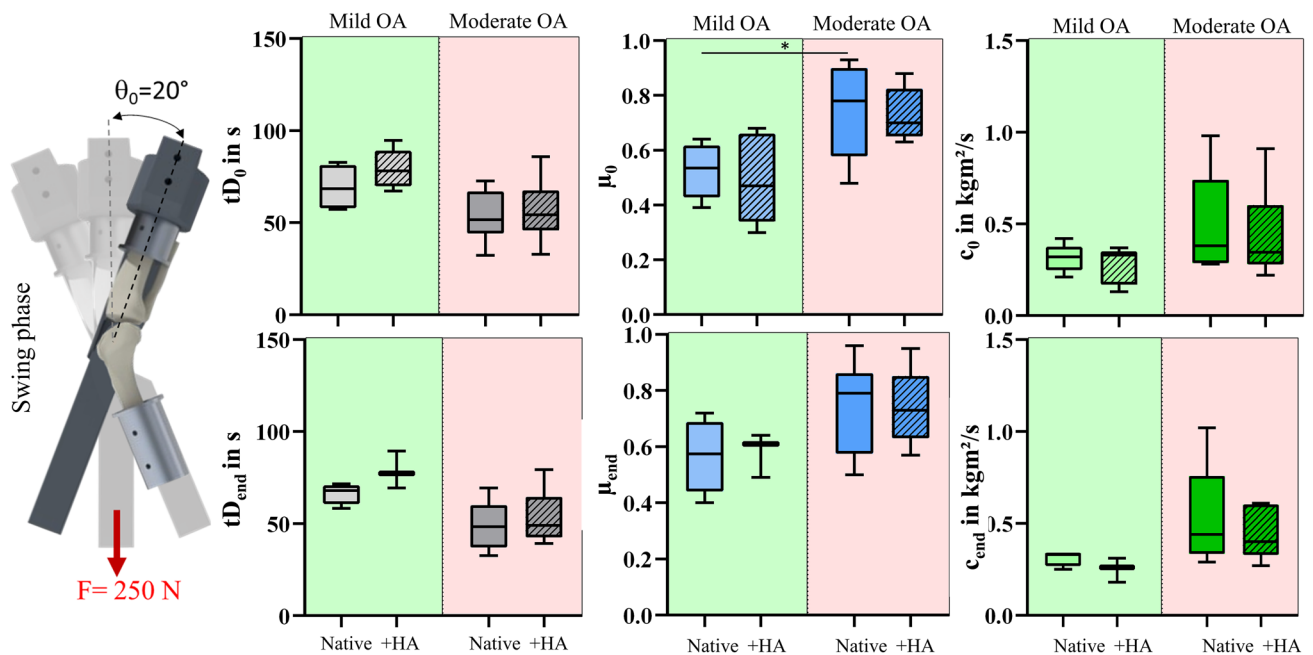 Swing phase
θ₀=20°
F= 250 N
Mild OA Moderate OA
tD₀ in s
150
100
50
0
Mild OA Moderate OA
μ₀
1.0
0.8
0.6
0.4
0.2
0.0
*
Mild OA Moderate OA
c₀ in kgm²/s
1.5
1.0
0.5
0.0
tDend in s
150
100
50
0
Native +HA Native +HA
μend
1.0
0.8
0.6
0.4
0.2
0.0
Native +HA Native +HA
cend in kgm²/s
1.5
1.0
0.5
0.0
Native +HA Native +HA